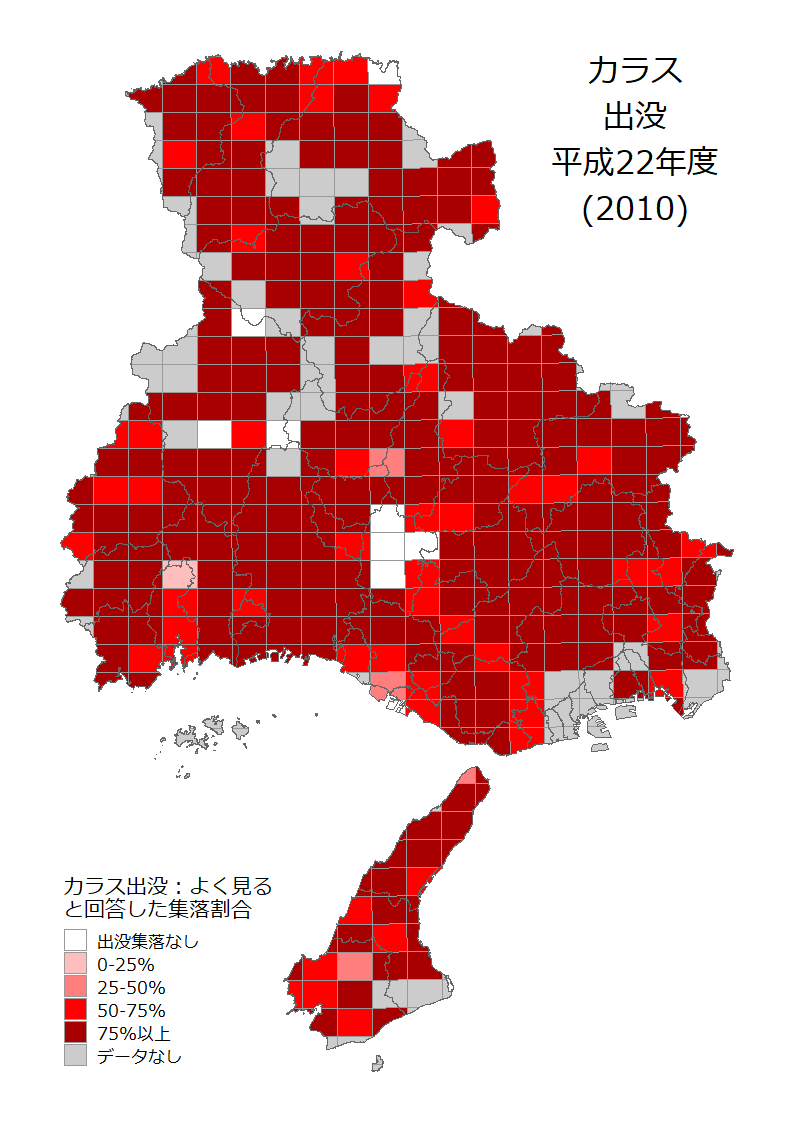 カラス
出没
平成22年度
(2010)
カラス出没：よく見る
と回答した集落割合
出没集落なし
0-25%
25-50%
50-75%
75%以上
データなし